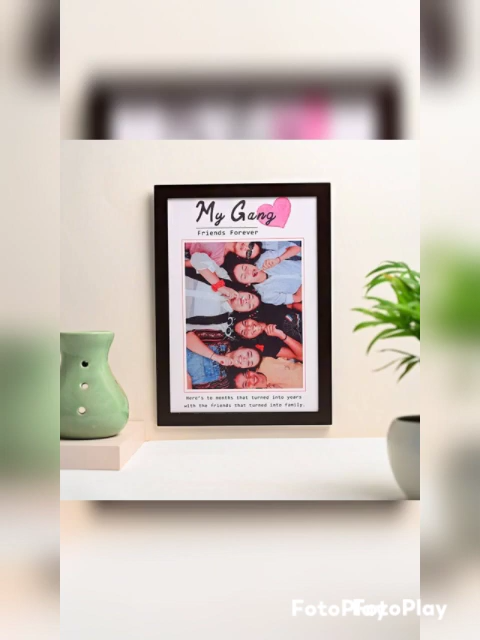 My Gang
Friends Forever
Here's to months that turned into years
with the friends that turned into family.
FotoPlay
FotoPlay